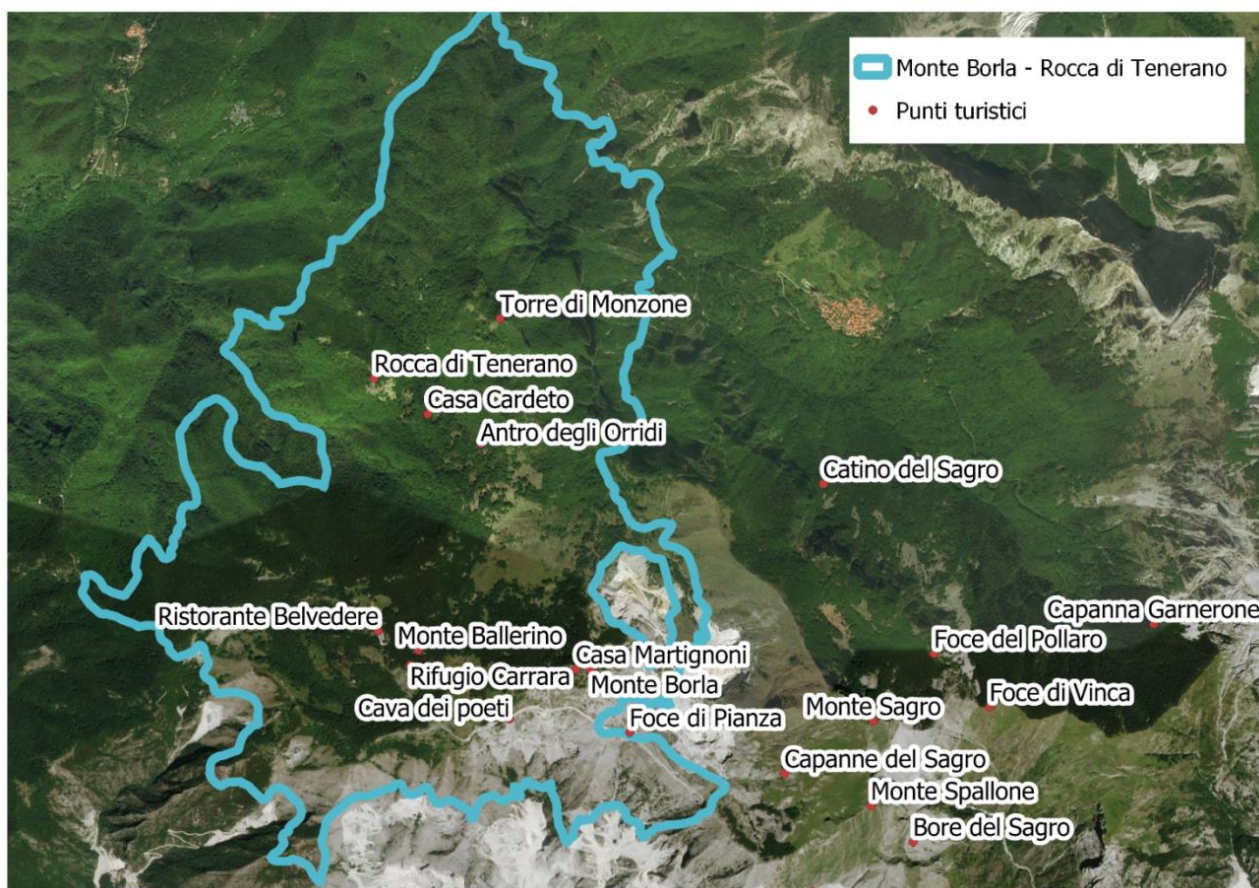 Monte Borla - Rocca di Tenerano
Punti turistici
Torre di Monzone
Rocca di Tenerano
Casa Cardeto
Antro degli Orridi
Catino del Sagro
Capanna Garnerone
Ristorante Belvedere
Monte Ballerino
Foce del Pollaro
Casa Martignoni
Rifugio Carrara
Monte Borla
Foce di Vinca
Cava dei poeti
Monte Sagro
Foce di Pianza
Capanne del Sagro
Monte Spallone
Bore del Sagro